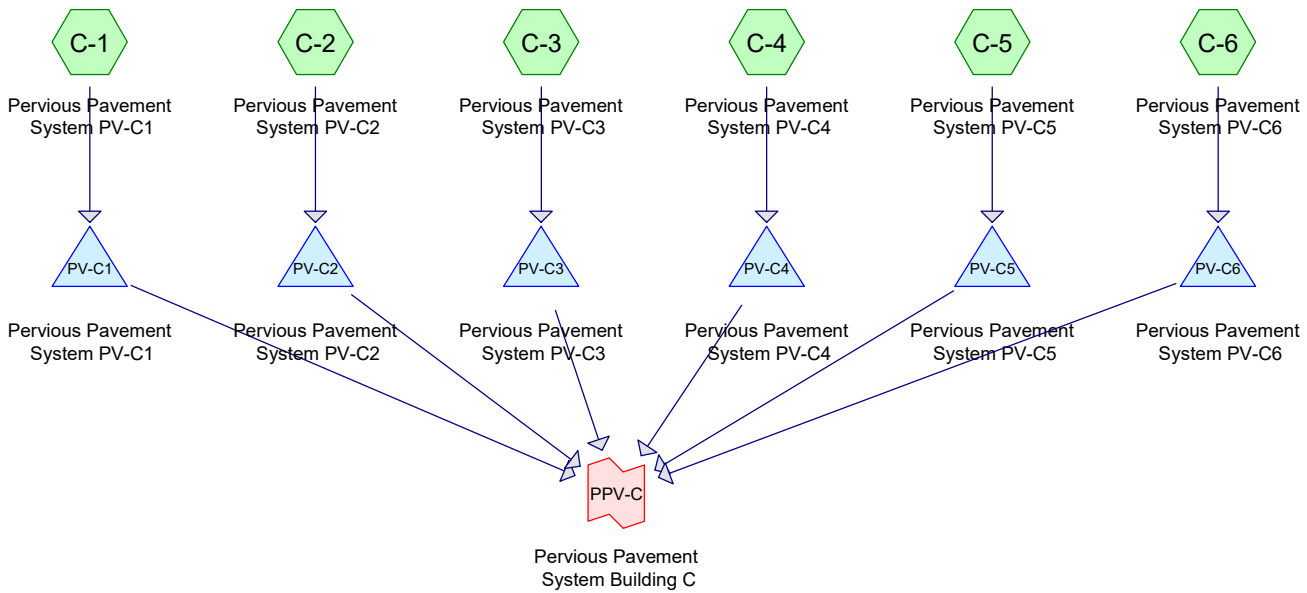 C-1
C-2
C-3
C-4
C-5
C-6
Pervious Pavement
System PV-C1
Pervious Pavement
System PV-C2
Pervious Pavement
System PV-C3
Pervious Pavement
System PV-C4
Pervious Pavement
System PV-C5
Pervious Pavement
System PV-C6
PV-C1
PV-C2
PV-C3
PV-C4
PV-C5
PV-C6
Pervious Pavement
System PV-C1
Pervious Pavement
System PV-C2
Pervious Pavement
System PV-C3
Pervious Pavement
System PV-C4
Pervious Pavement
System PV-C5
Pervious Pavement
System PV-C6
PPV-C
Pervious Pavement
System Building C